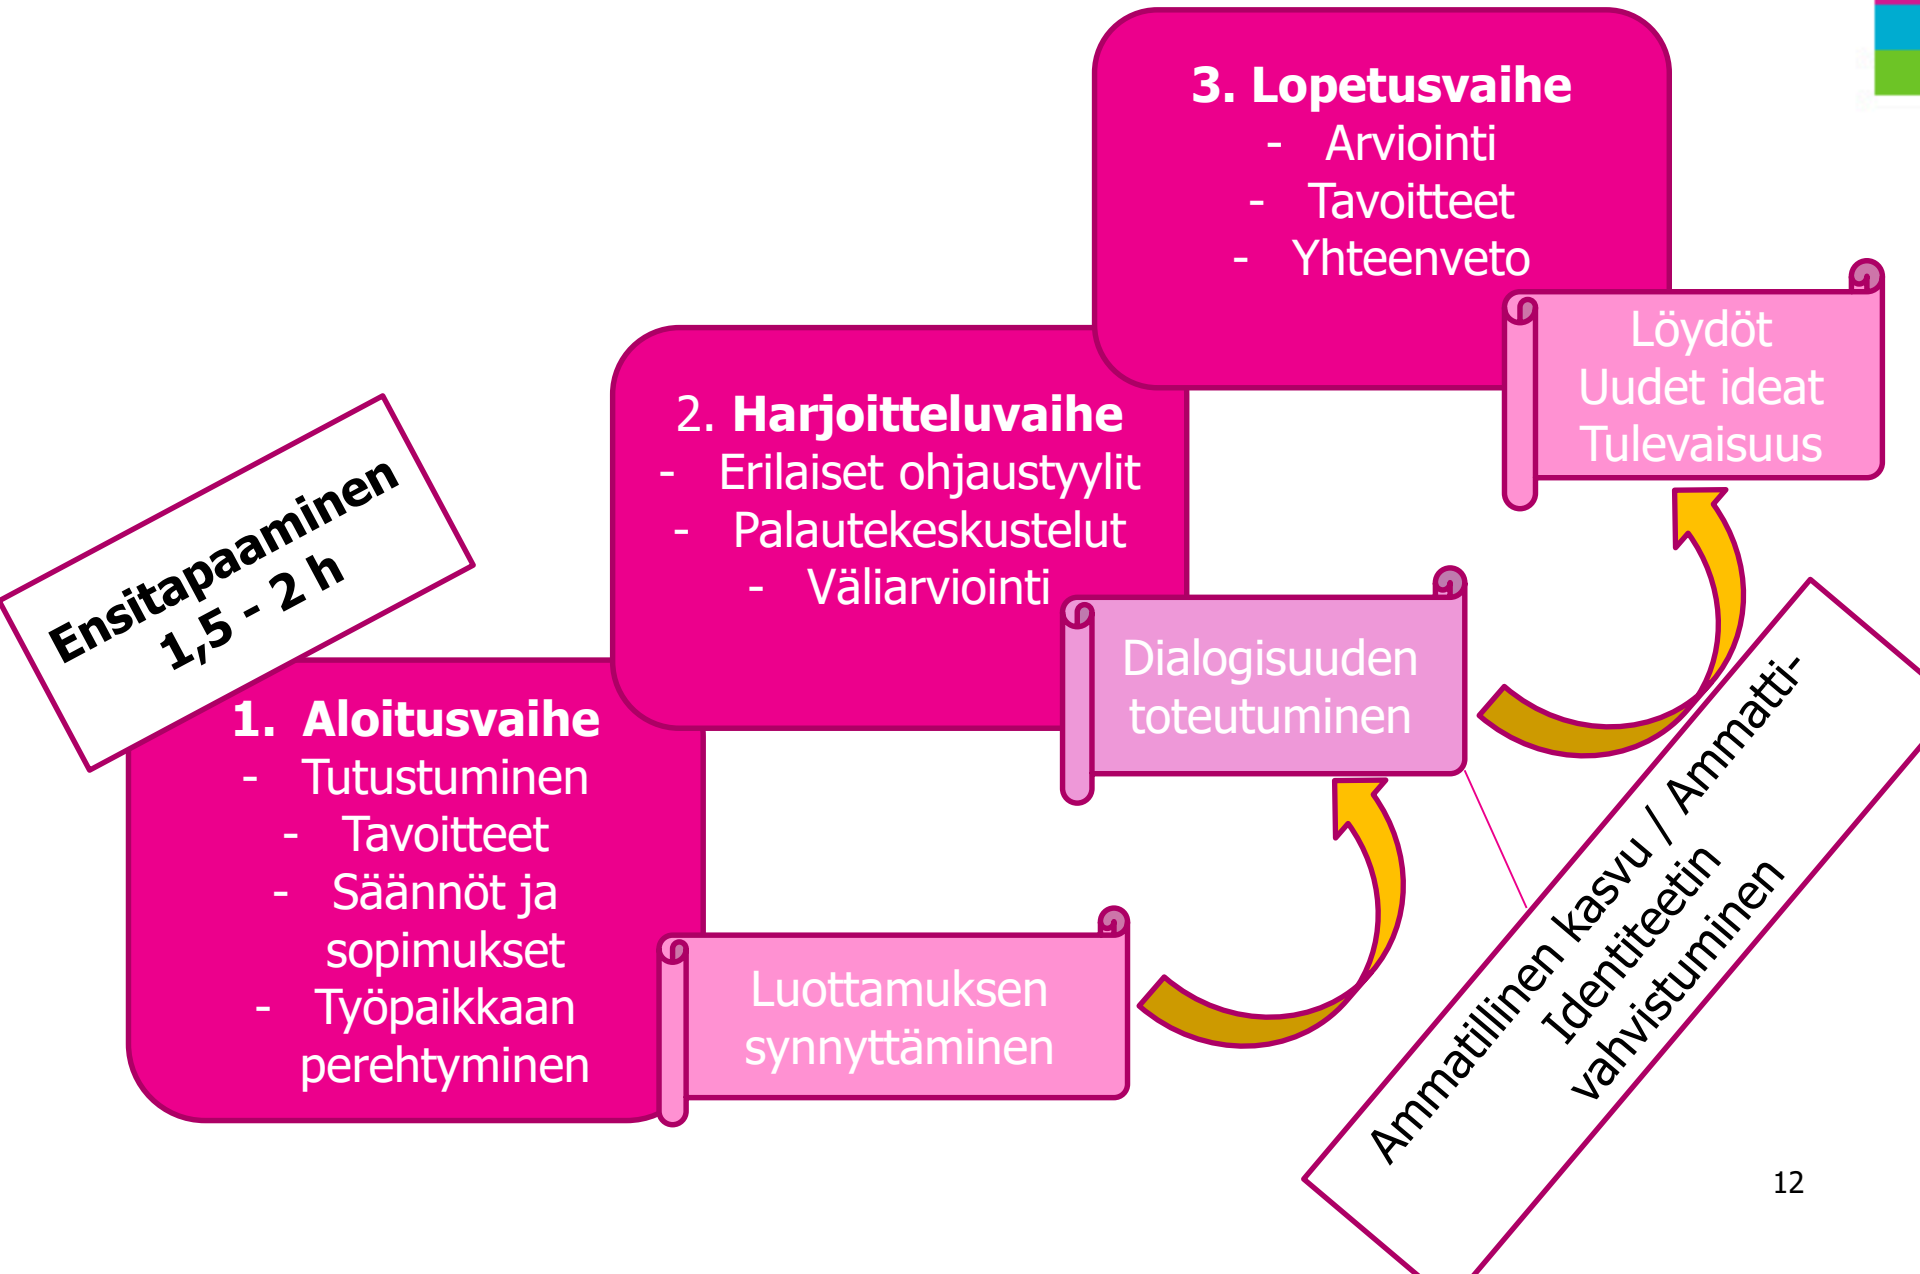 Ensitapaaminen
1,5 - 2 h
1. Aloitusvaihe
- Tutustuminen
- Tavoitteet
- Säännöt ja
sopimukset
- Työpaikkaan
perehtyminen
Luottamuksen
synnyttäminen
2. Harjoitteluvaihe
- Erilaiset ohjaustyylit
- Palautekeskustelut
- Väliarviointi
Dialogisuuden
toteutuminen
3. Lopetusvaihe
- Arviointi
- Tavoitteet
- Yhteenveto
Löydöt
Uudet ideat
Tulevaisuus
Ammatillinen kasvu / Ammatti-
Identiteetin
vahvistuminen
12